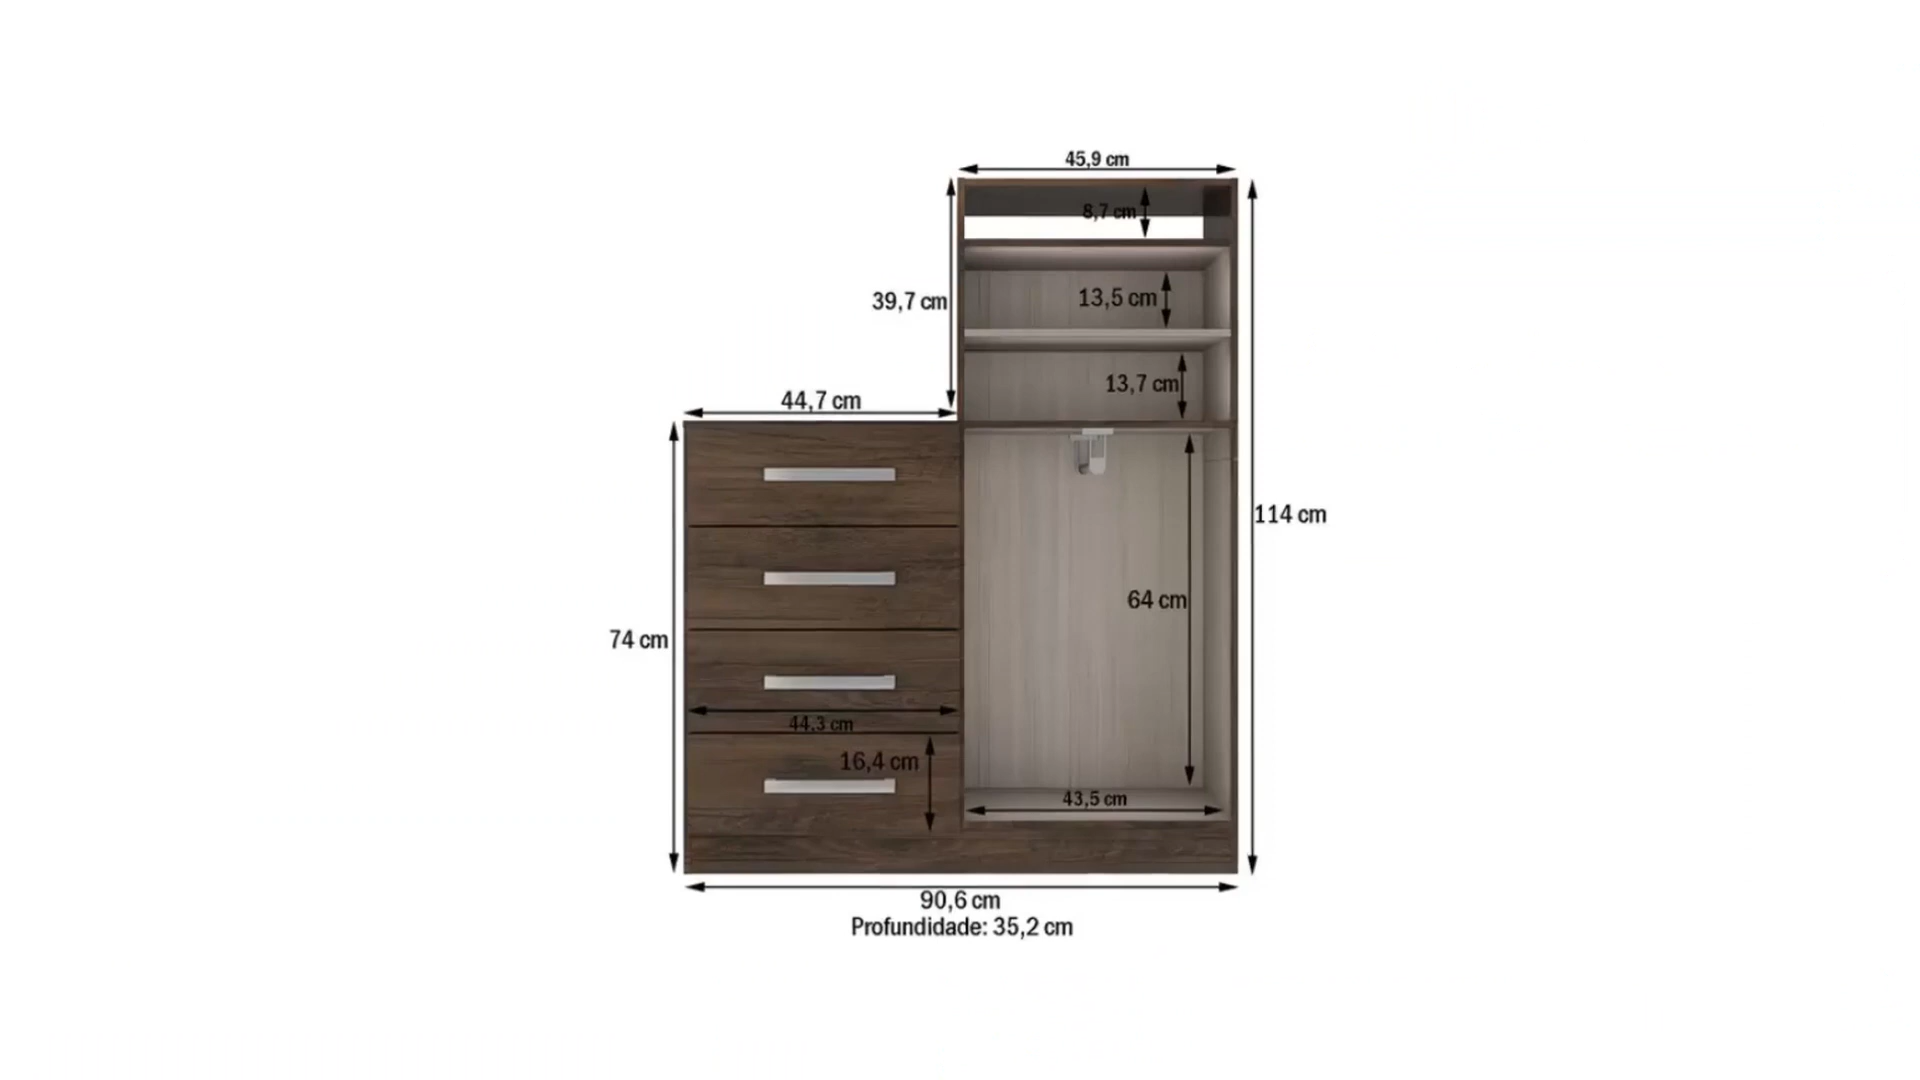 45,9 cm
8,7 cm
13,5 cm
39,7 cm
13,7 cm
44,7 cm
114 cm
64 cm
74 cm
44,3 cm
16,4 cm
43,5 cm
90,6 cm
Profundidade: 35,2 cm